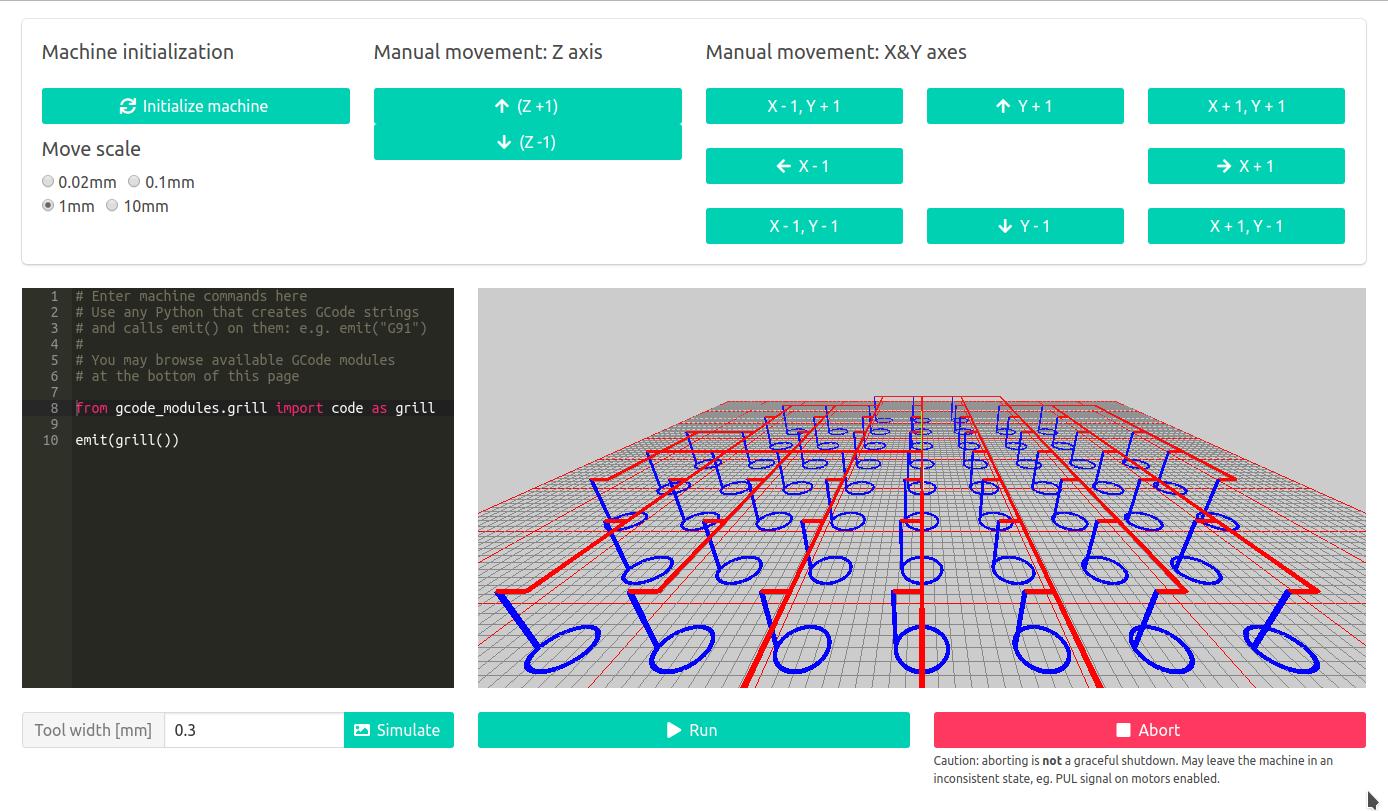 Machine initialization
Initialize machine
Move scale
0.02mm 0.1mm
1mm 10mm
Manual movement: Z axis
(Z +1)
(Z -1)
Manual movement: X&Y axes
X - 1, Y + 1 Y + 1 X + 1, Y + 1
X - 1 X + 1
X - 1, Y - 1 Y - 1 X + 1, Y - 1
1 # Enter machine commands here
2 # Use any Python that creates GCode strings
3 # and calls emit() on them: e.g. emit("G91")
4 #
5 # You may browse available GCode modules
6 # at the bottom of this page
7
8 from gcode_modules.grill import code as grill
9
10 emit(grill())
Tool width [mm] 0.3 Simulate
Run
Abort
Caution: aborting is not a graceful shutdown. May leave the machine in an
inconsistent state, eg. PUL signal on motors enabled.